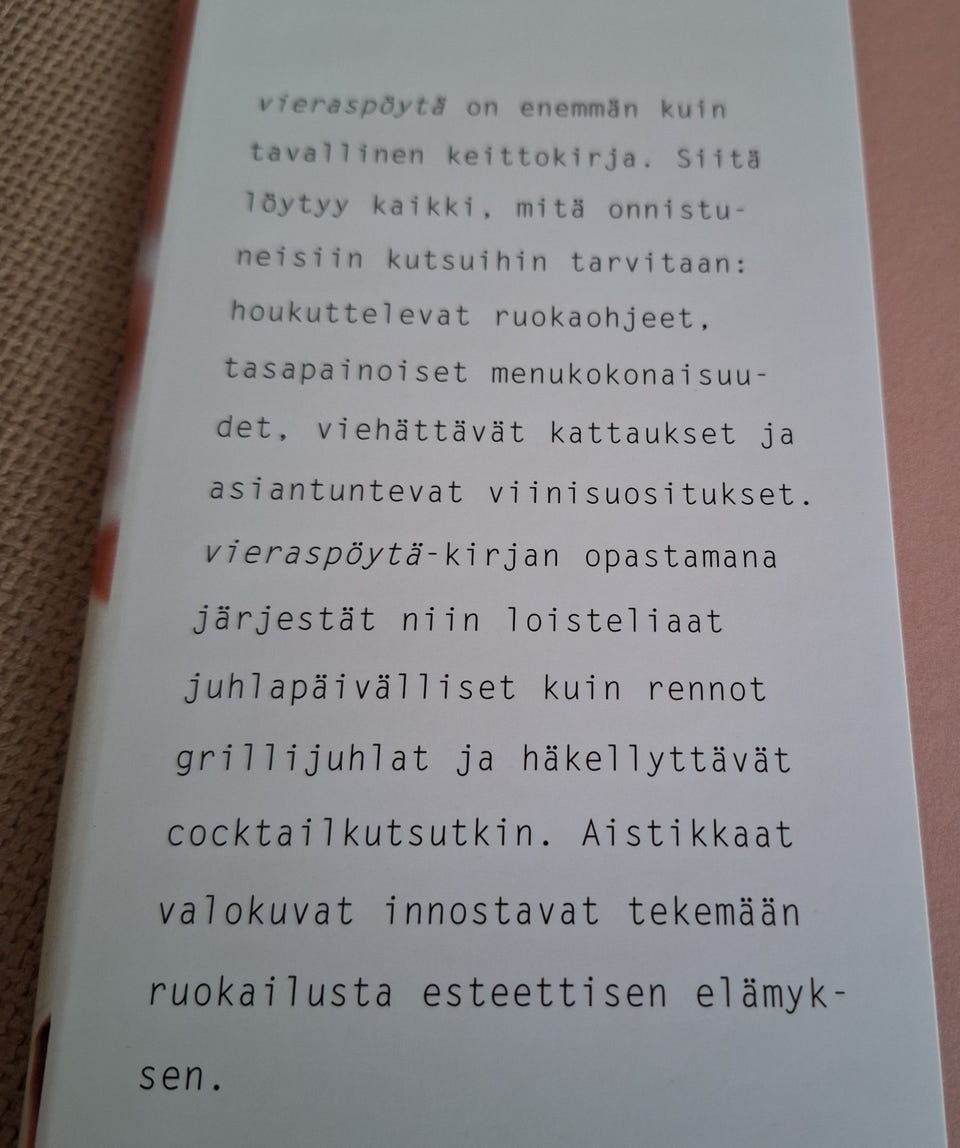 vieraspöytä on enemmän kuin
tavallinen keittokirja. Siitä
löytyy kaikki, mitä onnistu-
neisiin kutsuihin tarvitaan:
houkuttelevat ruokaohjeet,
tasapainoiset menukokonaisuu-
det, viehättävät kattaukset ja
asiantuntevat viinisuositukset.
vieraspöytä-kirjan opastamana
järjestät niin loisteliaat
juhlapäivälliset kuin rennot
grillijuhlat ja häkellyttävät
cocktailkutsutkin. Aistikkaat
valokuvat innostavat tekemään
ruokailusta esteettisen elämyk-
sen.